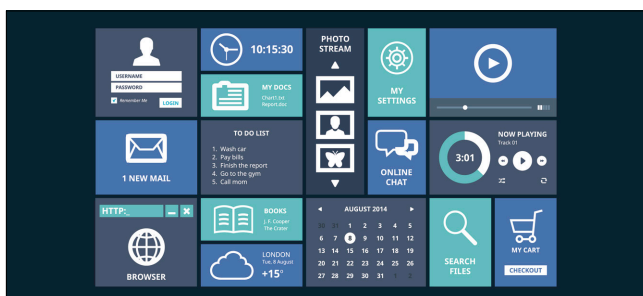 USERNAME
PASSWORD
Remember Me
LOGIN
10:15:30
MY DOCS
Chart1.txt
Report.doc
PHOTO
STREAM
MY
SETTINGS
1 NEW MAIL
TO DO LIST
1. Wash car
2. Pay bills
3. Finish the report
4. Go to the gym
5. Call mom
ONLINE
CHAT
NOW PLAYING
Track 01
3:01
HTTP:_
BROWSER
BOOKS
J. F. Cooper
The Crater
LONDON
Tue, 8 August
+15°
AUGUST 2014
30 31 1 2 3 4 5
6 7 8 9 10 11 12
13 14 15 16 17 18 19
20 21 22 23 24 25 26
27 28 29 30 31 1 2
SEARCH
FILES
MY CART
CHECKOUT